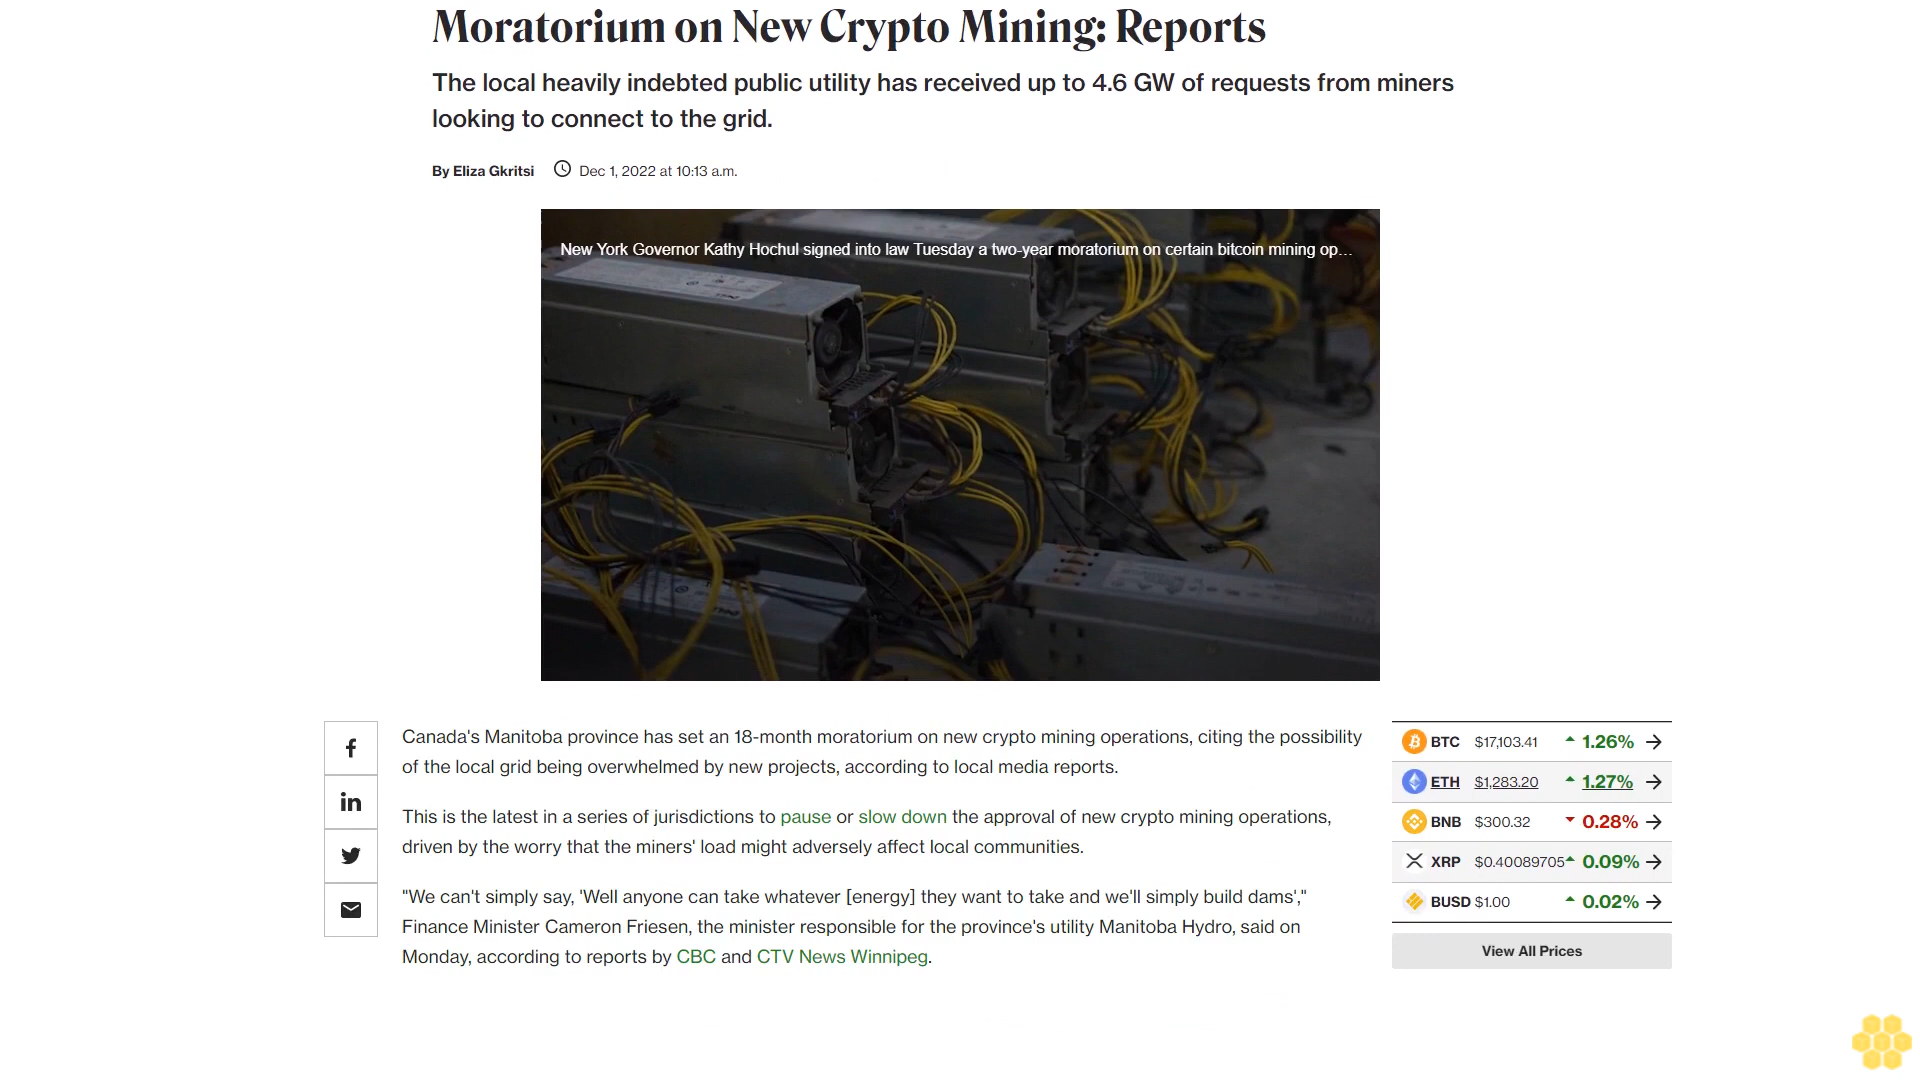 Moratorium on New Crypto Mining: Reports
The local heavily indebted public utility has received up to 4.6 GW of requests from miners
looking to connect to the grid.
By Eliza Gkritsi Dec 1, 2022 at 10:13 a.m.
New York Governor Kathy Hochul signed into law Tuesday a two-year moratorium on certain bitcoin mining op...
Canada's Manitoba province has set an 18-month moratorium on new crypto mining operations, citing the possibility
of the local grid being overwhelmed by new projects, according to local media reports.
This is the latest in a series of jurisdictions to pause or slow down the approval of new crypto mining operations,
driven by the worry that the miners' load might adversely affect local communities.
"We can't simply say, 'Well anyone can take whatever [energy] they want to take and we'll simply build dams',"
Finance Minister Cameron Friesen, the minister responsible for the province's utility Manitoba Hydro, said on
Monday, according to reports by CBC and CTV News Winnipeg.
BTC $17,103.41 1.26%
ETH $1,283.20 1.27%
BNB $300.32 0.28%
XRP $0.40089705 0.09%
BUSD $1.00 0.02%
View All Prices